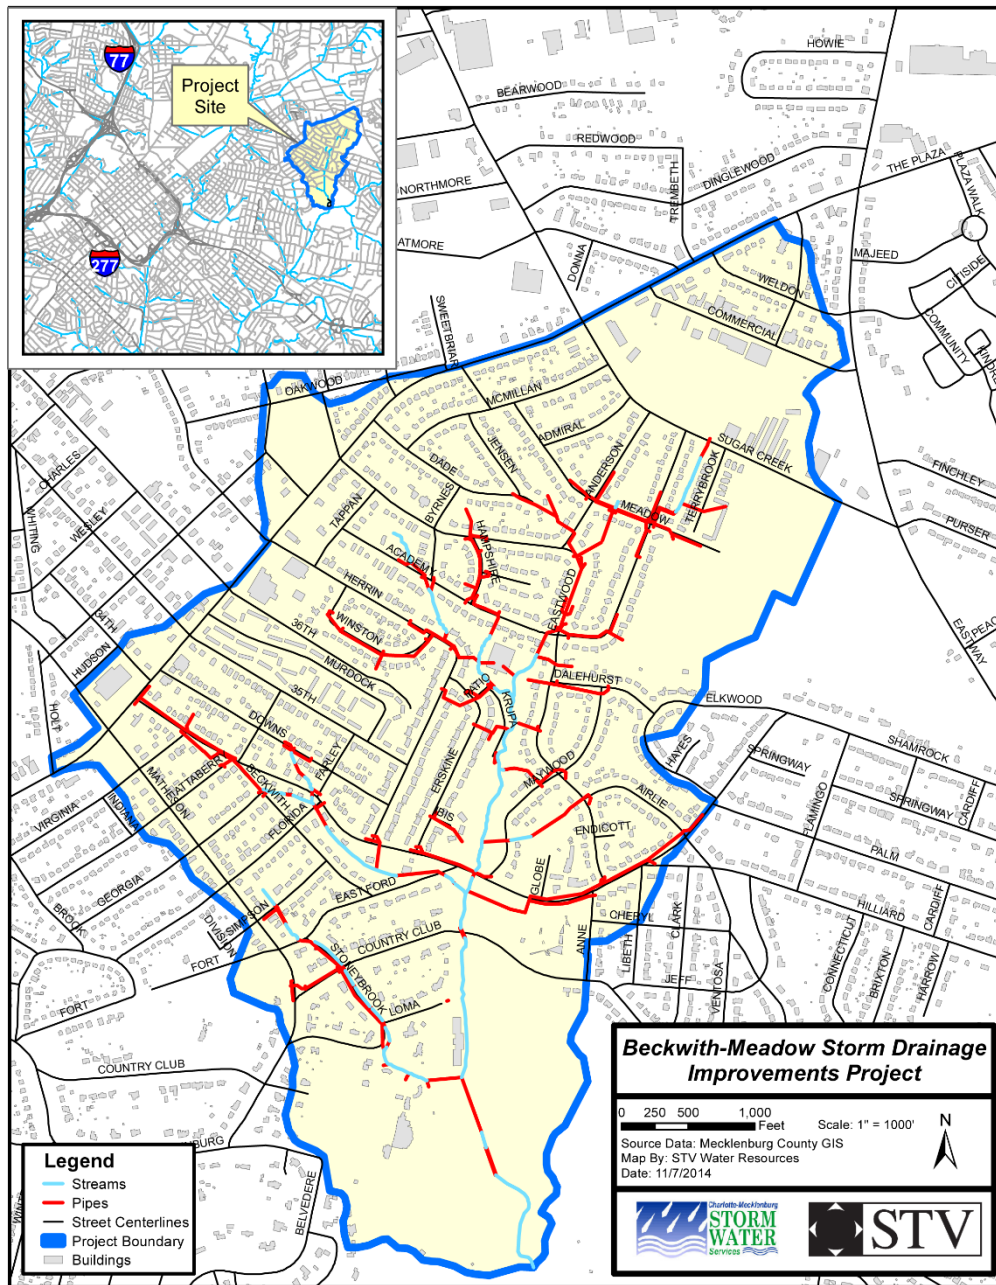 77
Project
Site
277
HOWIE
BEARWOOD
REDWOOD
DINGLEWOOD
TREMBETH
THE PLAZA
PLAZA WALK
NORTHMORE
ATMORE
DONNA
MAJEED
CITISIDE
WELDON
COMMERCIAL
COMMUNITY
SWEETBRIAR
OAKWOOD
MCMILLAN
ADMIRAL
JENSEN
DADE
ANDERSON
SUGAR CREEK
TERRYBROOK
MEADOW
FINCHLEY
PURSER
CHARLES
WESLEY
WHITING
TAPPAN
BYRNES
HAMPSHIRE
ACADEMY
HERRIN
EASTWOOD
EASTWAY
34TH
HUDSON
36TH
WINSTON
MURDOCK
35TH
PATIO
KRUPA
DALEHURST
ELKWOOD
HOLT
DOWNS
FARLEY
HAYES
SPRINGWAY
SHAMROCK
CARDIFF
SPRINGWAY
MATHESON
ATTABERRY
BECKWITH
FLORIDA
ERSKINE
MAYWOOD
AIRLIE
FLAMINGO
VIRGINIA
INDIANA
IBIS
ENDICOTT
PALM
GEORGIA
BROOK
EASTFORD
GLOBE
HILLIARD
CARDIFF
SIMPSON
DIVISION
FORT
COUNTRY CLUB
STONEYBROOK
CHERYL
CLARK
ANNE
LIBETH
CONNECTICUT
BRIXTON
HARROW
JEFF
VENTOSA
FORT
LOMA
COUNTRY CLUB
BELVEDERE
Beckwith-Meadow Storm Drainage
Improvements Project
0 250 500 1,000
Feet
Scale: 1" = 1000'
N
Source Data: Mecklenburg County GIS
Map By: STV Water Resources
Date: 11/7/2014
Charlotte-Mecklenburg
STORM
WATER
Services
STV
Legend
Streams
Pipes
Street Centerlines
Project Boundary
Buildings